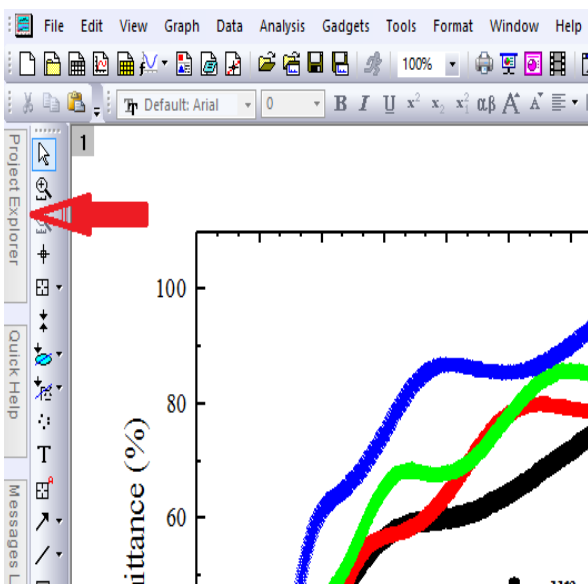 File Edit View Graph Data Analysis Gadgets Tools Format Window Help
100%
Default: Arial 0 B I U x² x₂ αβ A A
1
Project Explorer
Quick Help
Messages L
T
100
80
60
ittance (%)